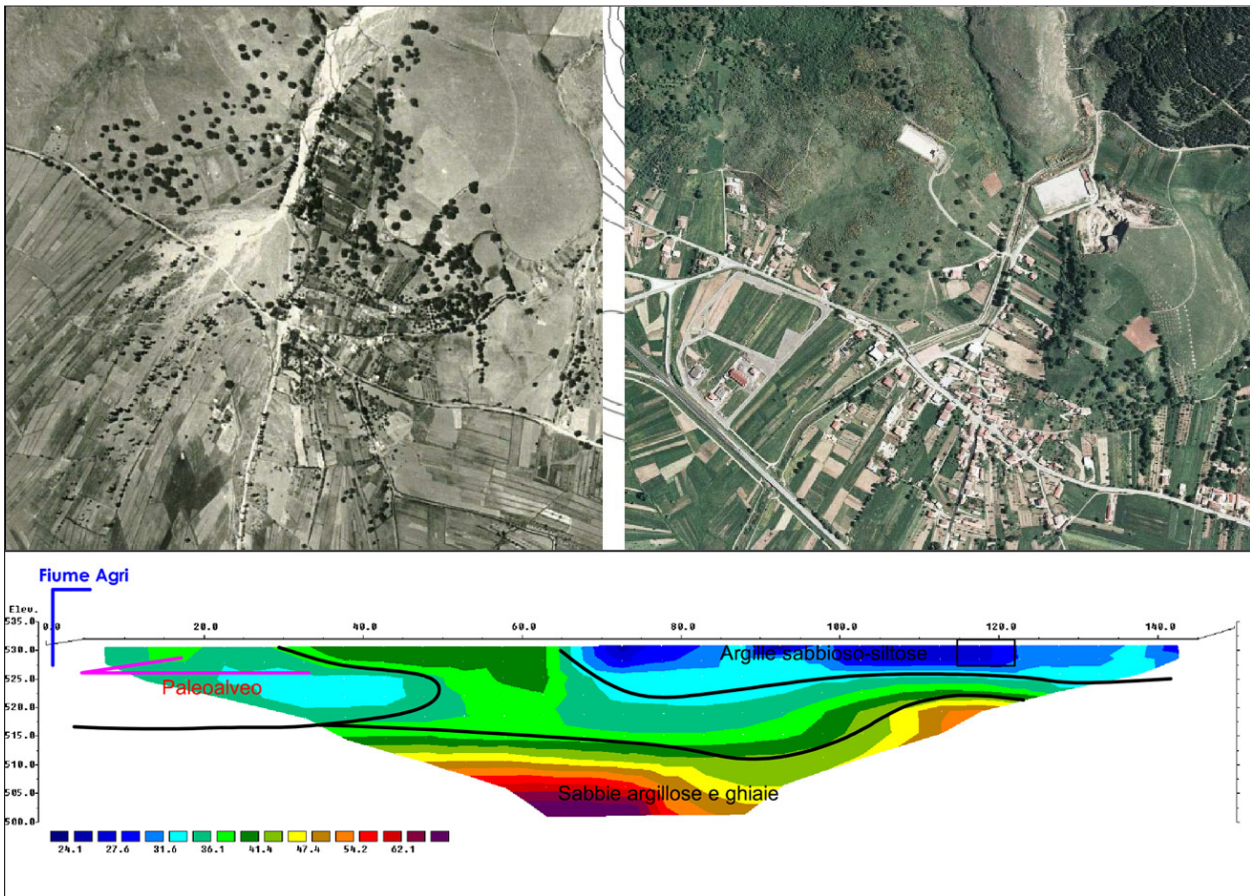 Fiume Agri
Elev.
0.0 20.0 40.0 60.0 80.0 100.0 120.0 140.0
535.0
530.0
525.0
520.0
515.0
510.0
505.0
500.0
Argille sabbioso-siltose
Paleoalveo
Sabbie argillose e ghiaie
24.1 27.6 31.6 36.1 41.4 47.4 54.2 62.1